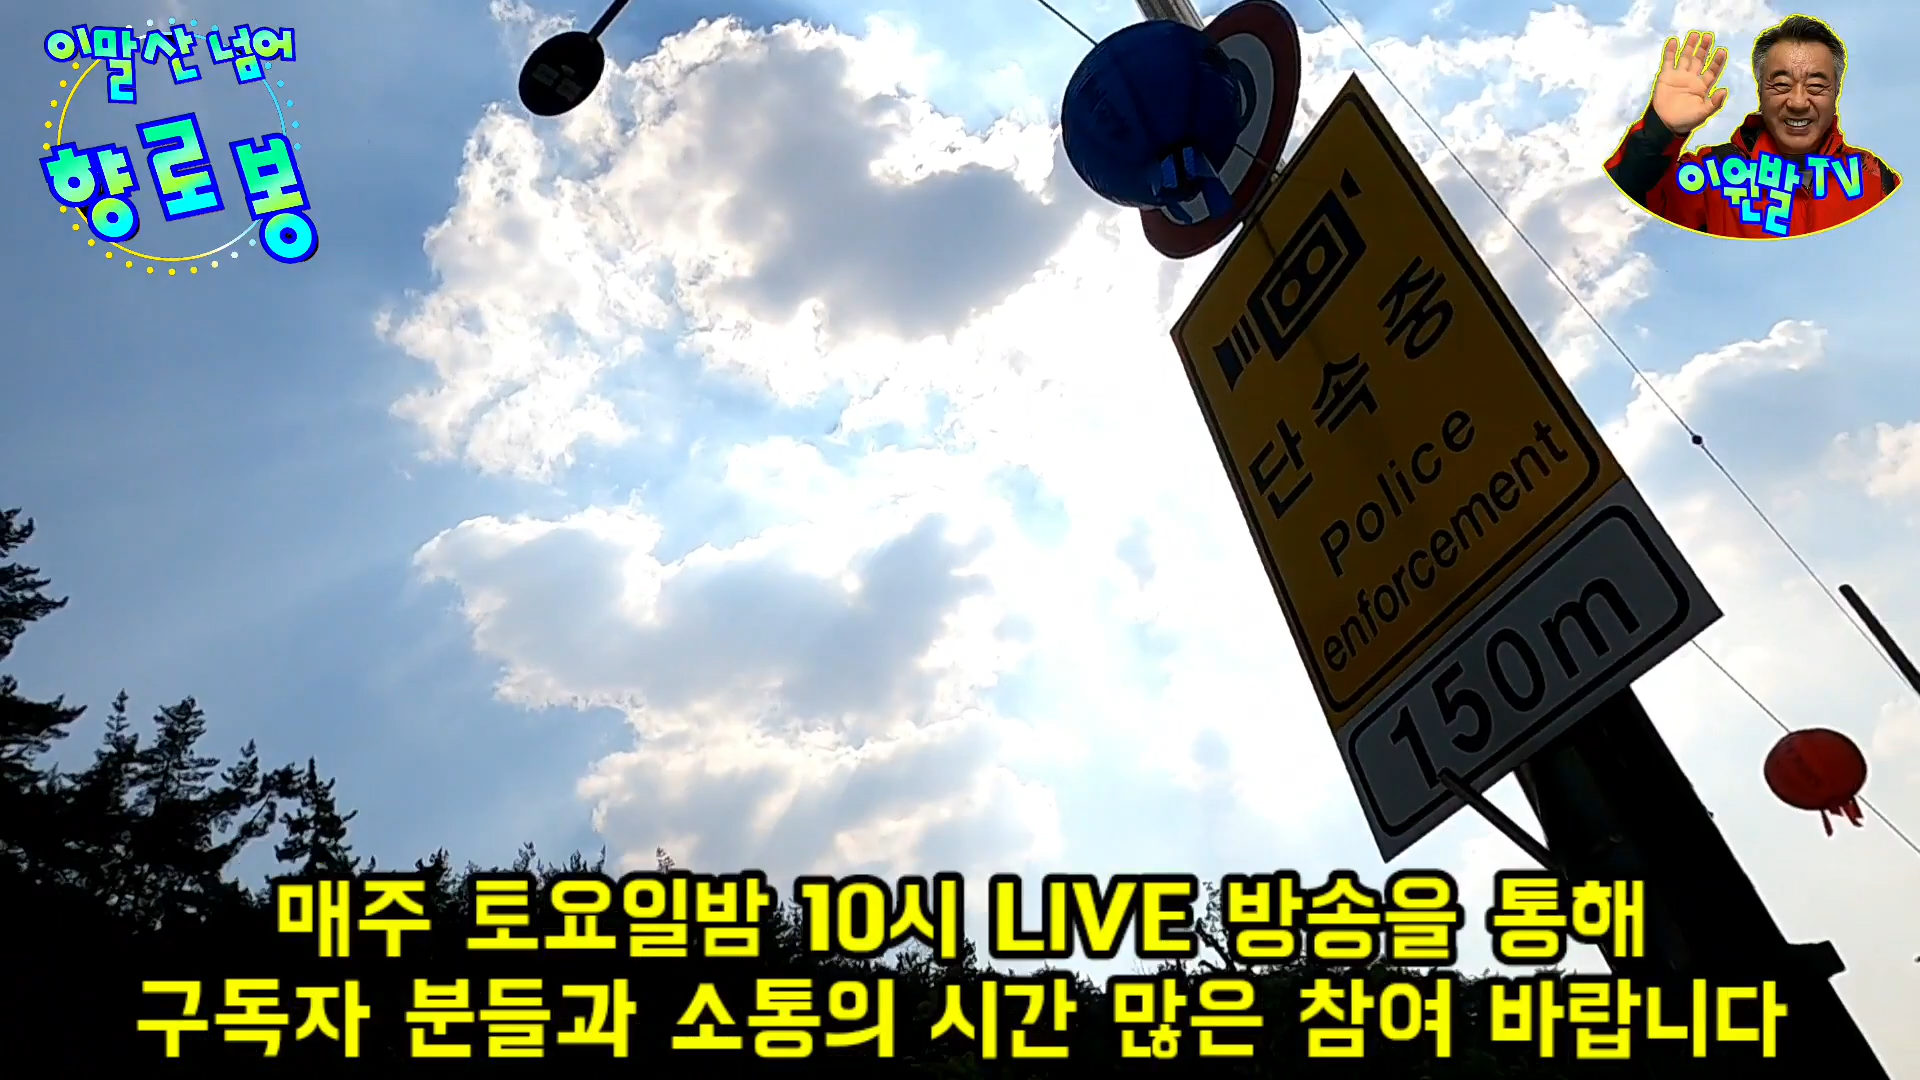 이말산 넘어
향로봉
이원발TV
단속중
Police
enforcement
150m
매주 토요일밤 10시 LIVE 방송을 통해
구독자 분들과 소통의 시간 많은 참여 바랍니다